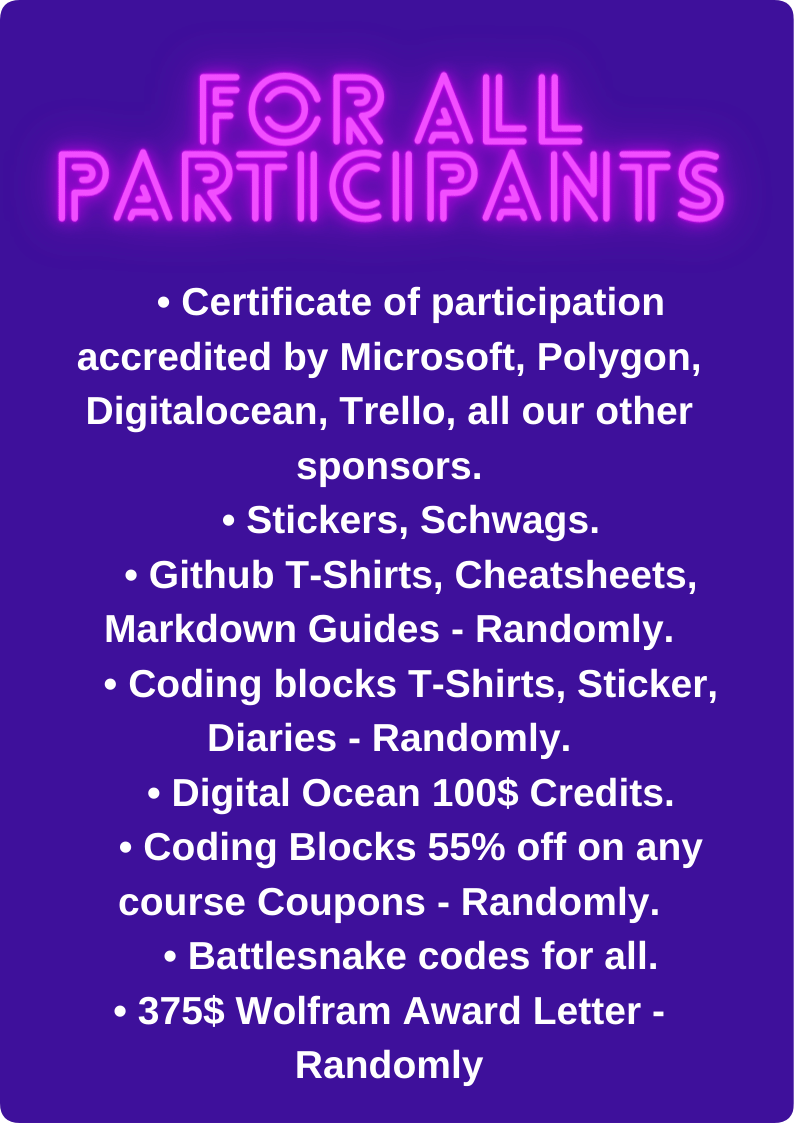 FOR ALL
PARTICIPANTS
• Certificate of participation
accredited by Microsoft, Polygon,
Digitalocean, Trello, all our other
sponsors.
• Stickers, Schwags.
• Github T-Shirts, Cheatsheets,
Markdown Guides - Randomly.
• Coding blocks T-Shirts, Sticker,
Diaries - Randomly.
• Digital Ocean 100$ Credits.
• Coding Blocks 55% off on any
course Coupons - Randomly.
• Battlesnake codes for all.
• 375$ Wolfram Award Letter -
Randomly